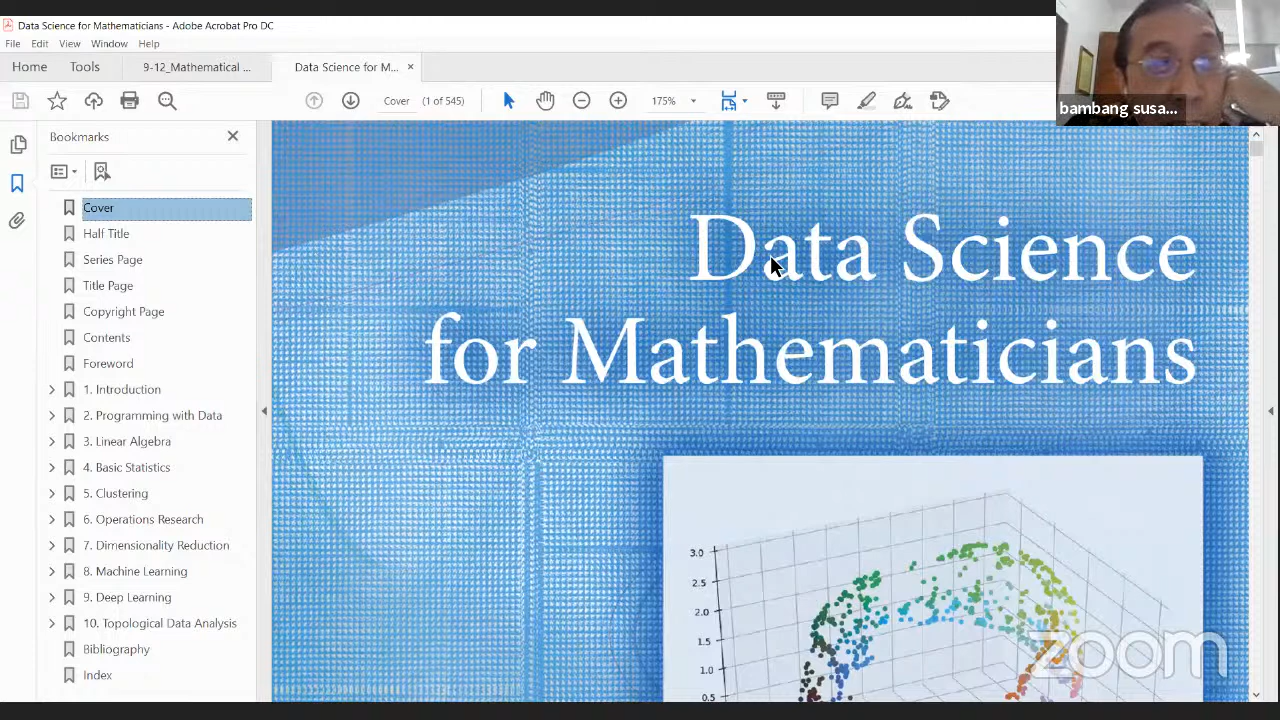 Data Science for Mathematicians - Adobe Acrobat Pro DC
File Edit View Window Help
Home Tools 9-12_Mathematical ... Data Science for M... ×
Cover (1 of 545) 175%
bambang susa...
Bookmarks
Cover
Half Title
Series Page
Title Page
Copyright Page
Contents
Foreword
1. Introduction
2. Programming with Data
3. Linear Algebra
4. Basic Statistics
5. Clustering
6. Operations Research
7. Dimensionality Reduction
8. Machine Learning
9. Deep Learning
10. Topological Data Analysis
Bibliography
Index
Data Science
for Mathematicians
3.0
2.5
2.0
1.5
1.0
0.5
zoom